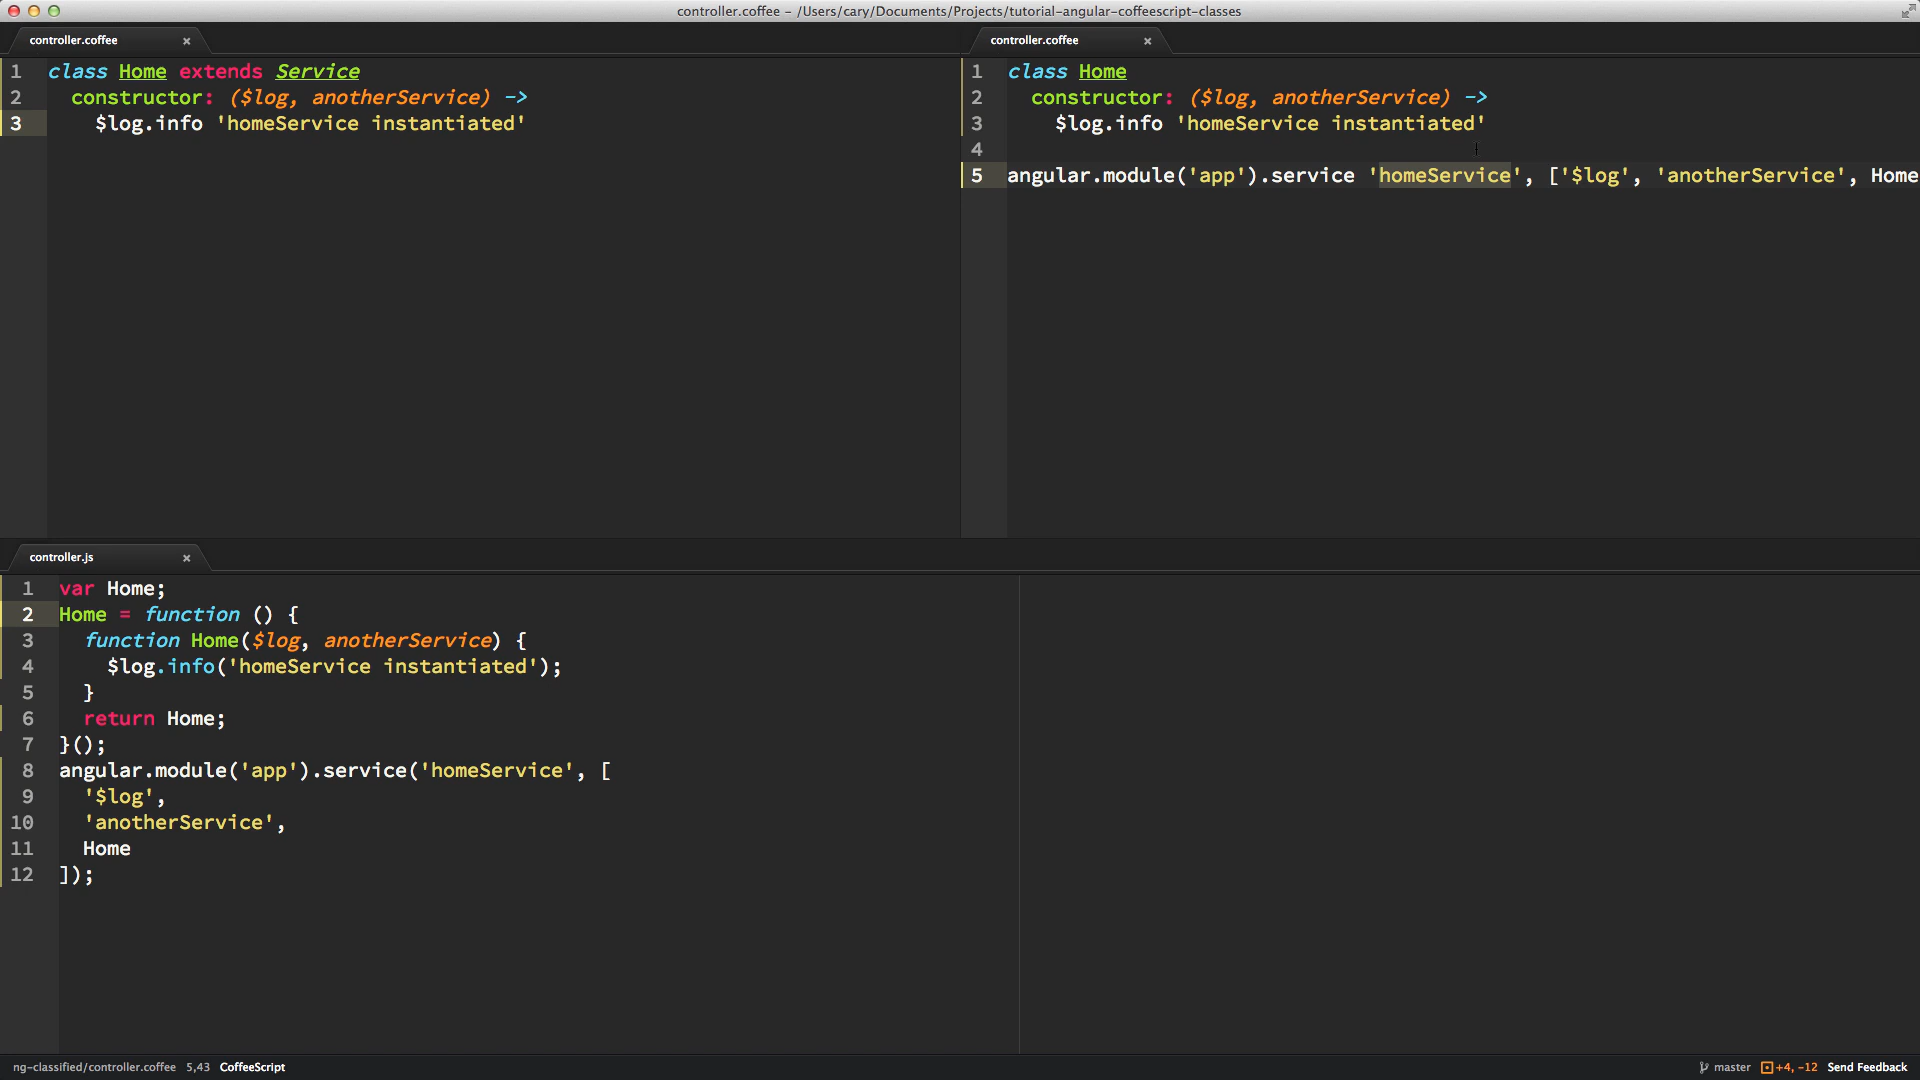 controller.coffee – /Users/cary/Documents/Projects/tutorial-angular-coffeescript-classes
controller.coffee ×
1 class Home extends Service
2 constructor: ($log, anotherService) ->
3 $log.info 'homeService instantiated'
controller.coffee ×
1 class Home
2 constructor: ($log, anotherService) ->
3 $log.info 'homeService instantiated'
4
5 angular.module('app').service 'homeService', ['$log', 'anotherService', Home
controller.js ×
1 var Home;
2 Home = function () {
3 function Home($log, anotherService) {
4 $log.info('homeService instantiated');
5 }
6 return Home;
7 }();
8 angular.module('app').service('homeService', [
9 '$log',
10 'anotherService',
11 Home
12 ]);
ng-classified/controller.coffee 5,43 CoffeeScript
master +4, -12 Send Feedback